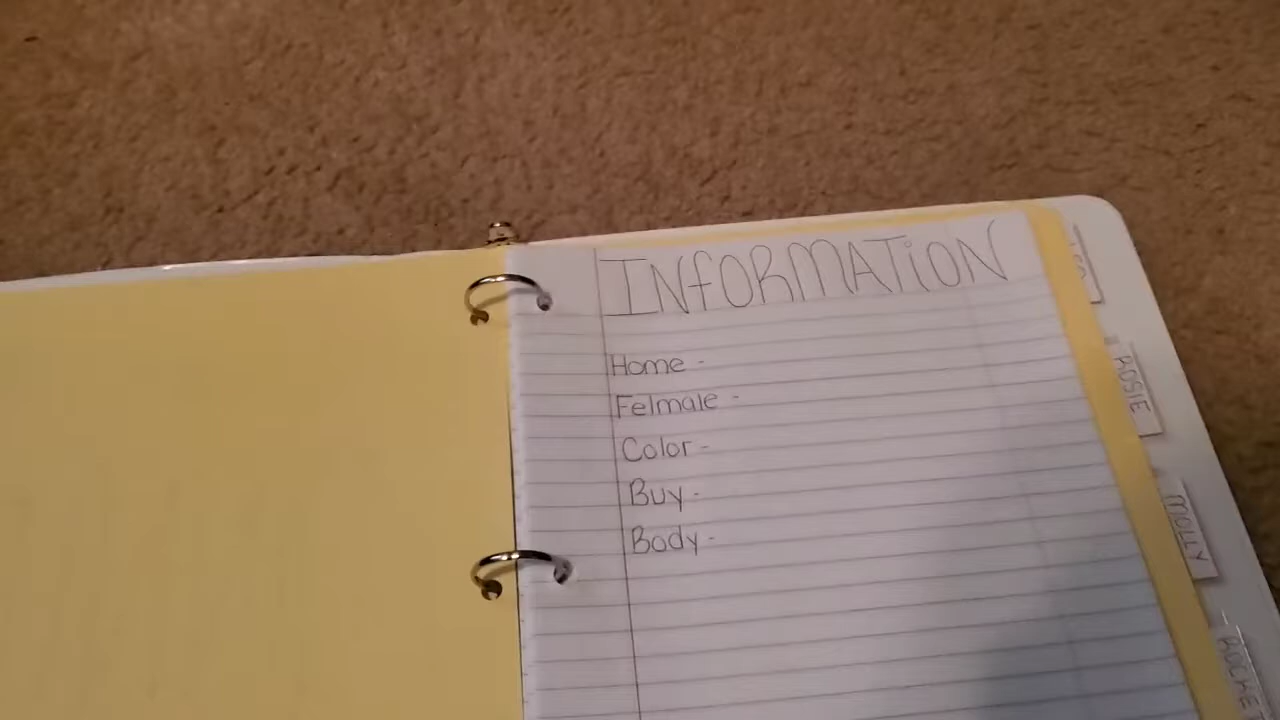 INfORMATiON
Home -
Felmale -
Color -
Buy -
Body -
ROSIE
MOLLY